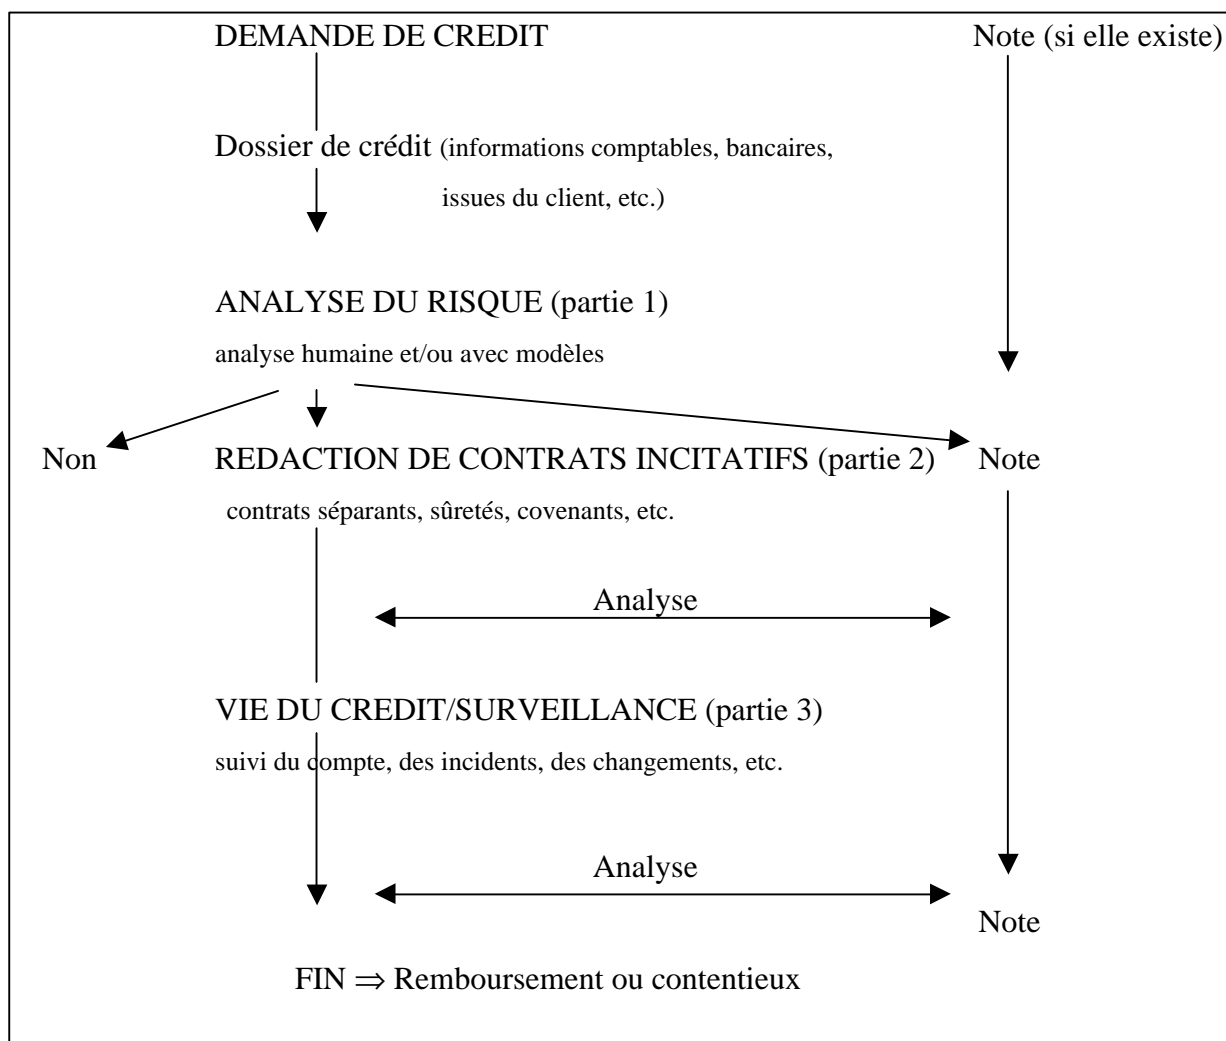 DEMANDE DE CREDIT
Note (si elle existe)
Dossier de crédit (informations comptables, bancaires,
issues du client, etc.)
ANALYSE DU RISQUE (partie 1)
analyse humaine et/ou avec modèles
Non
REDACTION DE CONTRATS INCITATIFS (partie 2)
Note
contrats séparants, sûretés, covenants, etc.
Analyse
VIE DU CREDIT/SURVEILLANCE (partie 3)
suivi du compte, des incidents, des changements, etc.
Analyse
Note
FIN ⇒ Remboursement ou contentieux